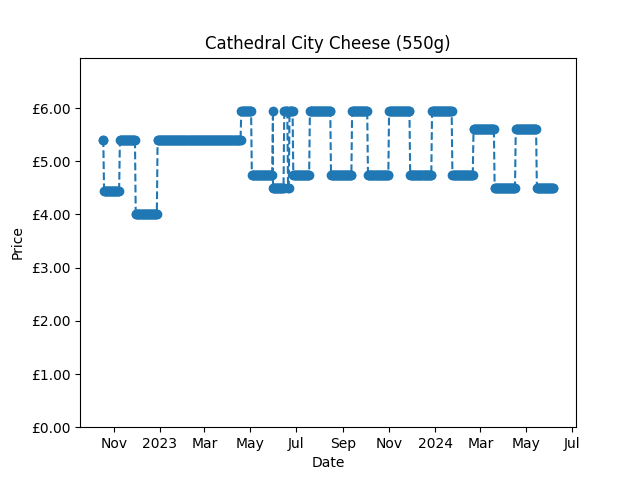 Cathedral City Cheese (550g)
£6.00
£5.00
£4.00
£3.00
£2.00
£1.00
£0.00
Price
Nov 2023 Mar May Jul Sep Nov 2024 Mar May Jul
Date